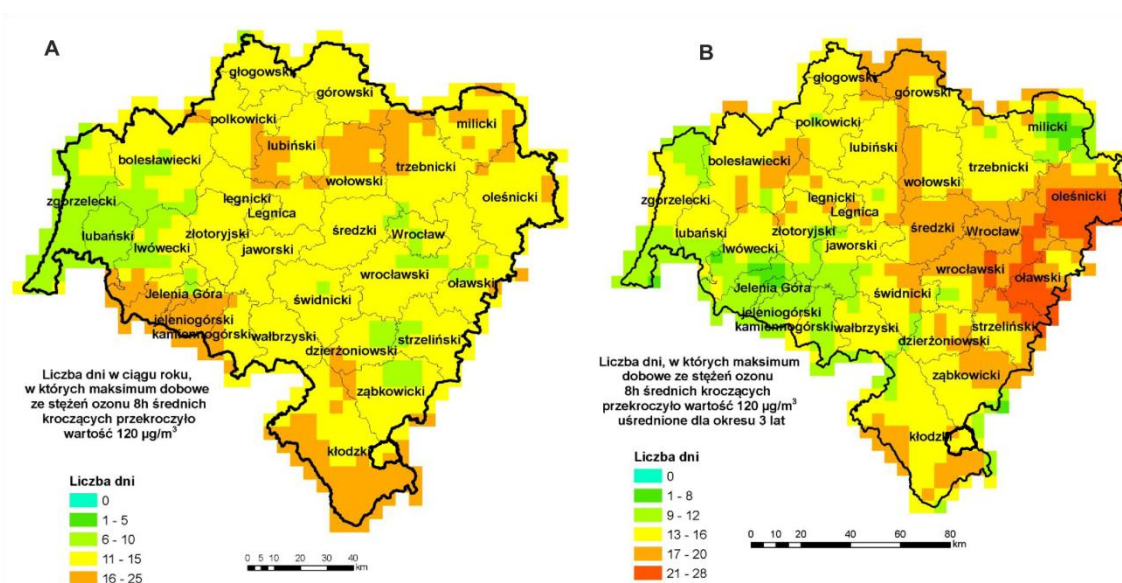 A
głogowski
górowski
polkowicki
lubiński
milicki
bolesławiecki
trzebnicki
wołowski
zgorzelecki
legnicki
Legnica
oleśnicki
lubański
lwówecki
złotoryjski
średzki
Wrocław
jaworski
wrocławski
oławski
Jelenia Góra
świdnicki
jeleniogórski
kamiennogórski
wałbrzyski
strzeliński
dzierżoniowski
ząbkowicki
kłodzki
Liczba dni w ciągu roku,
w których maksimum dobowe
ze stężeń ozonu 8h średnich
kroczących przekroczyło
wartość 120 µg/m³
Liczba dni
0
1 - 5
6 - 10
11 - 15
16 - 25
0 5 10 20 30 40
km
B
głogowski
górowski
polkowicki
milicki
lubiński
bolesławiecki
trzebnicki
wołowski
oleśnicki
zgorzelecki
legnicki
Legnica
lubański
złotoryjski
średzki
Wrocław
lwówecki
jaworski
wrocławski
oławski
Jelenia Góra
świdnicki
jeleniogórski
kamiennogórski
wałbrzyski
strzeliński
dzierżoniowski
ząbkowicki
kłodzki
Liczba dni, w których maksimum
dobowe ze stężeń ozonu
8h średnich kroczących
przekroczyło wartość 120 µg/m³
uśrednione dla okresu 3 lat
Liczba dni
0
1 - 8
9 - 12
13 - 16
17 - 20
21 - 28
0 5 10 20 40 60 80
km